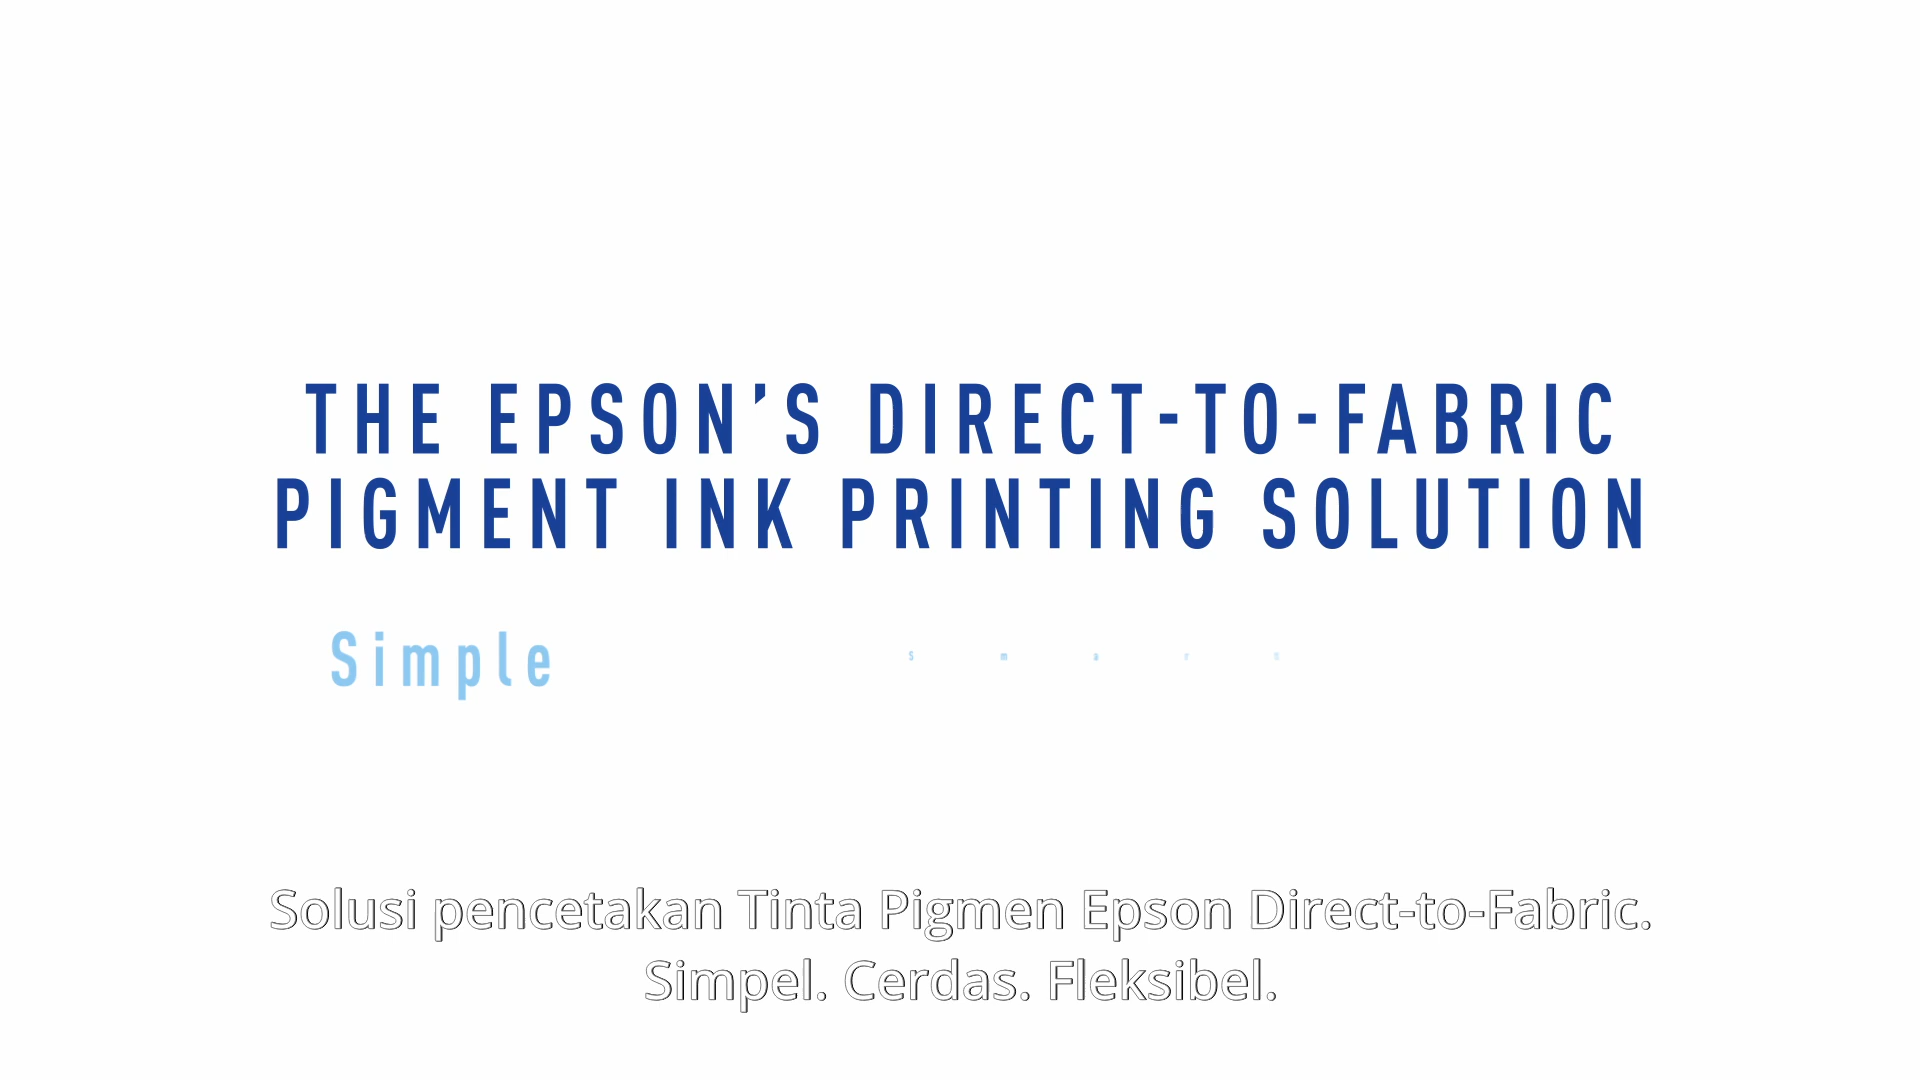 THE EPSON’S DIRECT-TO-FABRIC
PIGMENT INK PRINTING SOLUTION
Simple Smart
Solusi pencetakan Tinta Pigmen Epson Direct-to-Fabric.
Simpel. Cerdas. Fleksibel.